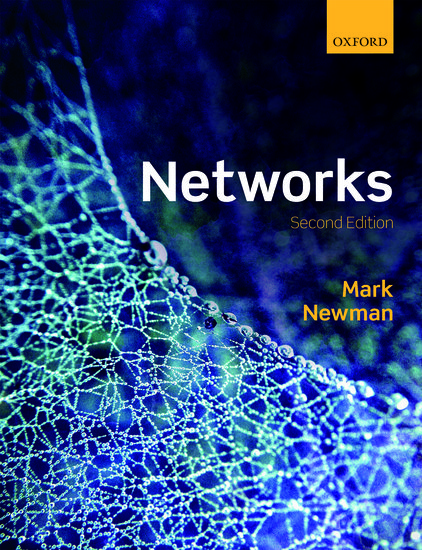 OXFORD
Networks
Second Edition
Mark
Newman